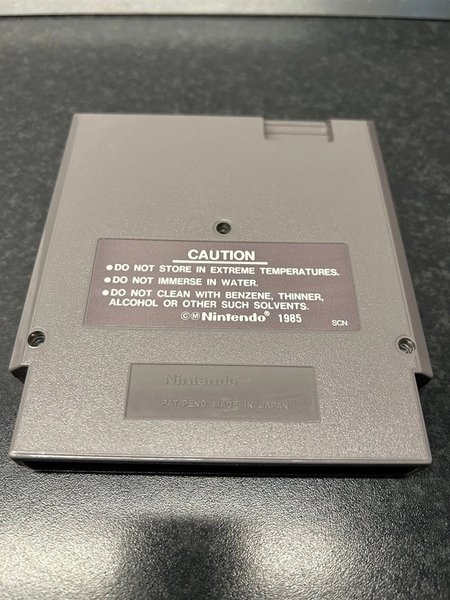 CAUTION
●DO NOT STORE IN EXTREME TEMPERATURES.
●DO NOT IMMERSE IN WATER.
●DO NOT CLEAN WITH BENZENE, THINNER,
ALCOHOL OR OTHER SUCH SOLVENTS.
©Ⓜ Nintendo® 1985
SCN
Nintendo®
PAT. PEND. MADE IN JAPAN